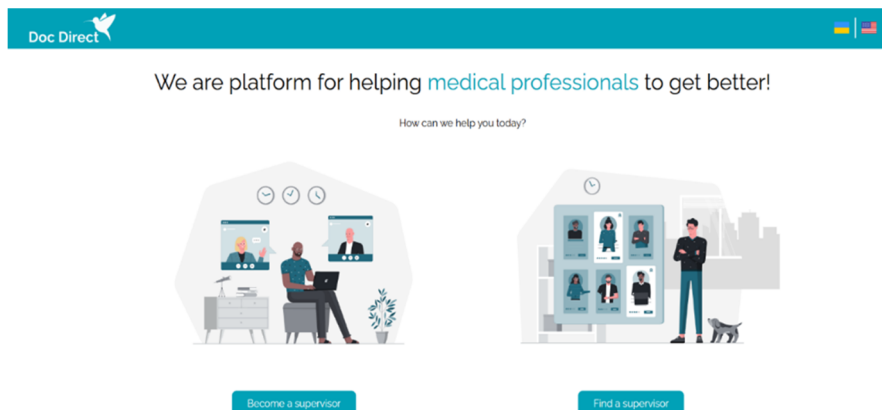 Doc Direct
We are platform for helping medical professionals to get better!
How can we help you today?
Become a supervisor
Find a supervisor